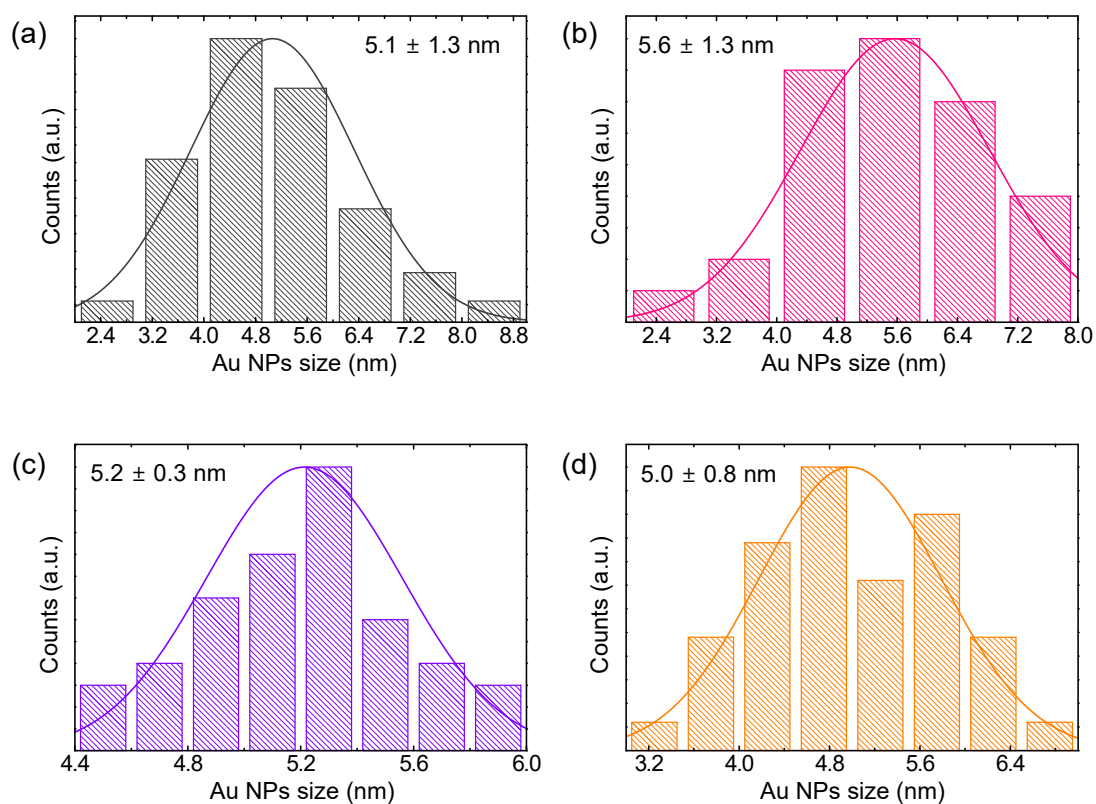 (a)
5.1 ± 1.3 nm
Counts (a.u.)
2.4 3.2 4.0 4.8 5.6 6.4 7.2 8.0 8.8
Au NPs size (nm)
(b)
5.6 ± 1.3 nm
Counts (a.u.)
2.4 3.2 4.0 4.8 5.6 6.4 7.2 8.0
Au NPs size (nm)
(c)
5.2 ± 0.3 nm
Counts (a.u.)
4.4 4.8 5.2 5.6 6.0
Au NPs size (nm)
(d)
5.0 ± 0.8 nm
Counts (a.u.)
3.2 4.0 4.8 5.6 6.4
Au NPs size (nm)